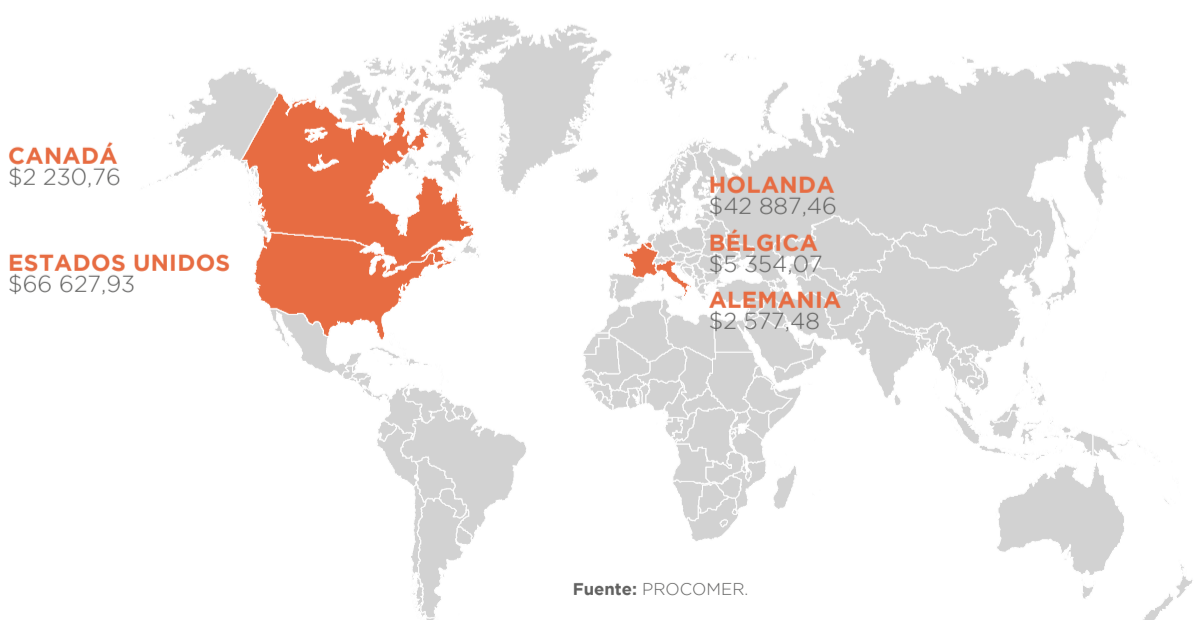 CANADÁ
$2 230,76
ESTADOS UNIDOS
$66 627,93
HOLANDA
$42 887,46
BÉLGICA
$5 354,07
ALEMANIA
$2 577,48
Fuente: PROCOMER.